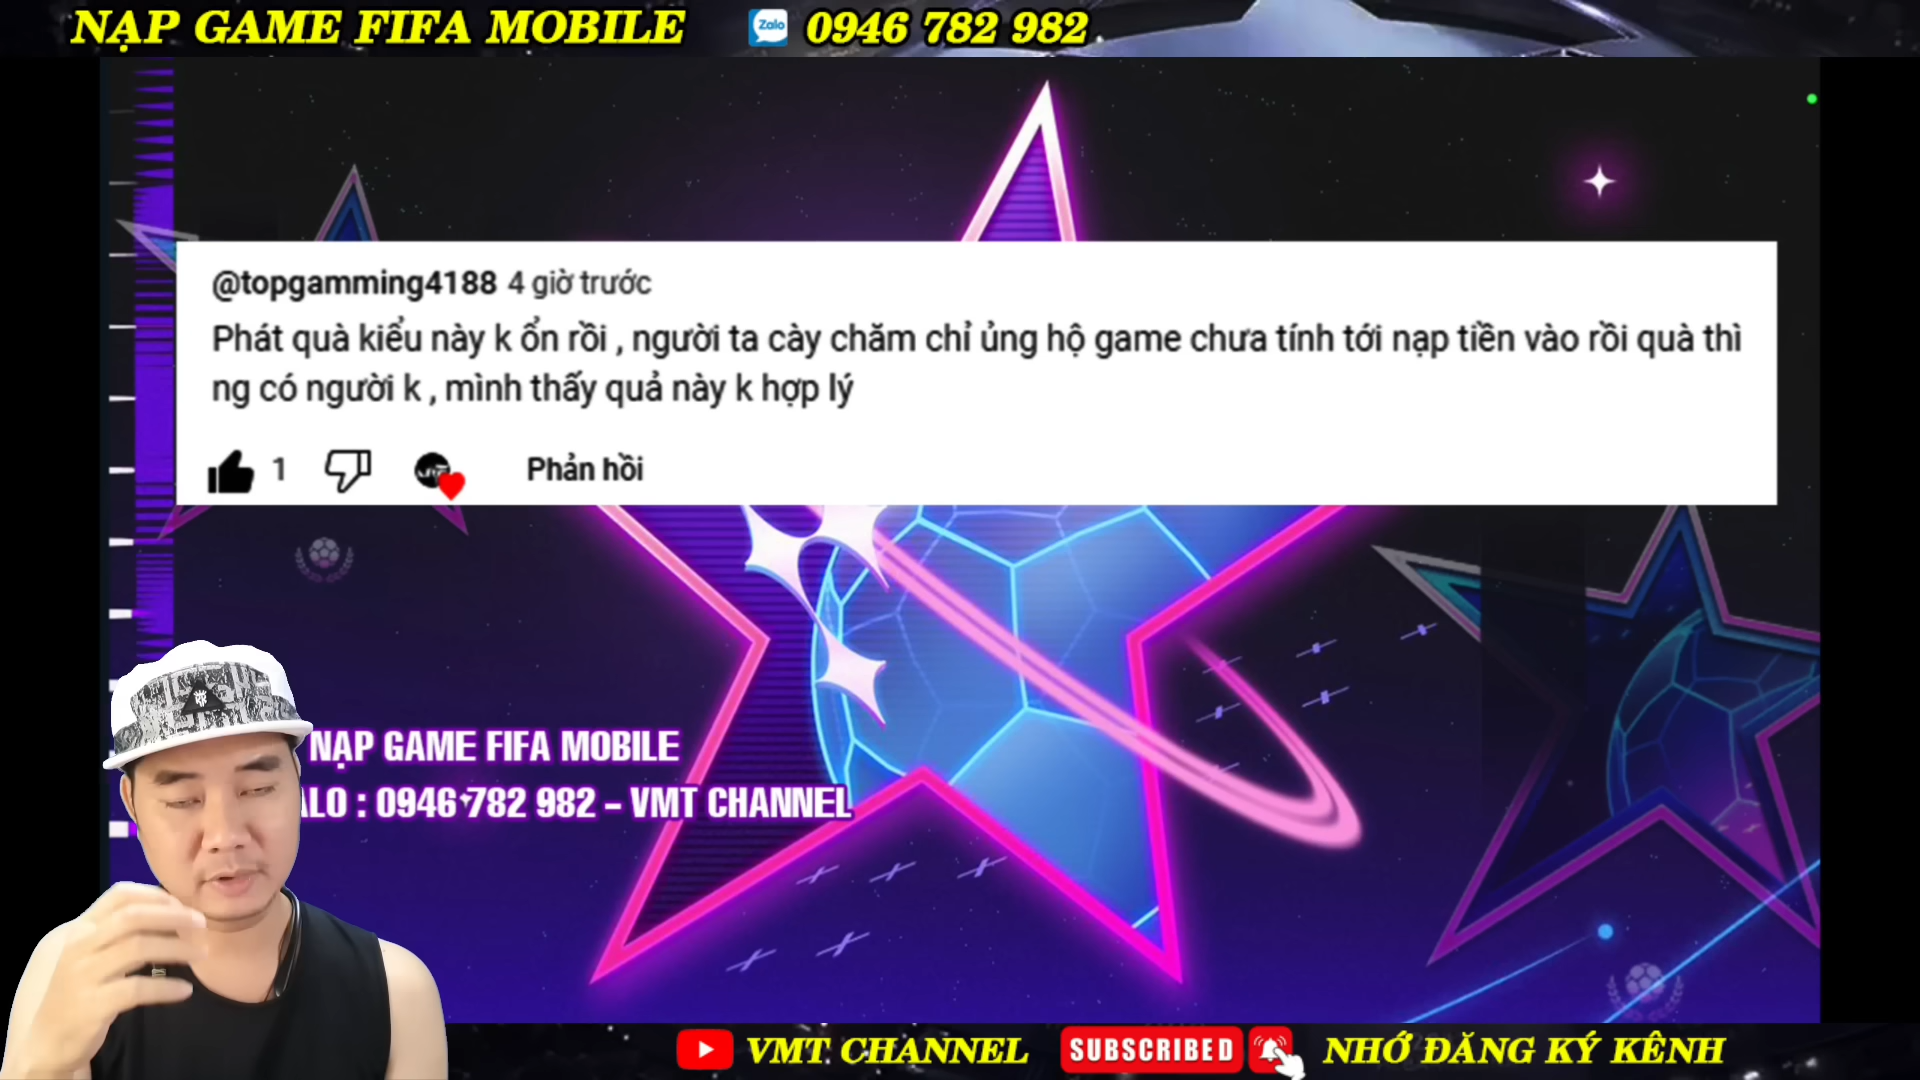 NẠP GAME FIFA MOBILE
Zalo
0946 782 982
@topgamming4188 4 giờ trước
Phát quà kiểu này k ổn rồi , người ta cày chăm chỉ ủng hộ game chưa tính tới nạp tiền vào rồi quà thì
ng có người k , mình thấy quả này k hợp lý
1
Phản hồi
NẠP GAME FIFA MOBILE
ALO : 0946 782 982 - VMT CHANNEL
VMT CHANNEL
SUBSCRIBED
NHỚ ĐĂNG KÝ KÊNH